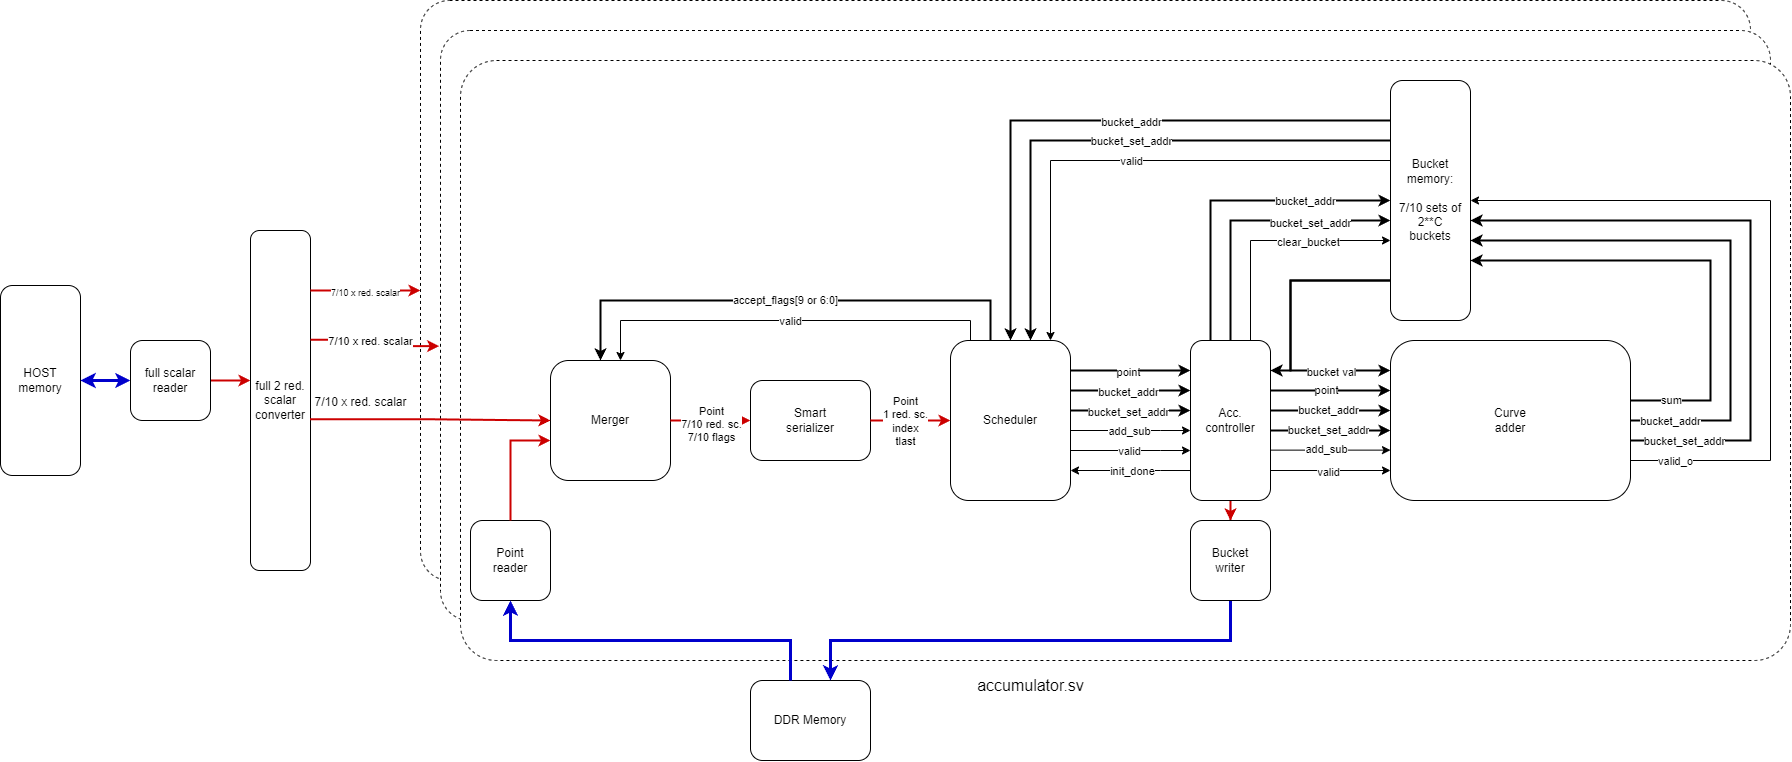 HOST
memory
full scalar
reader
full 2 red.
scalar
converter
7/10 x red. scalar
7/10 x red. scalar
7/10 x red. scalar
Point
reader
Merger
accept_flags[9 or 6:0]
valid
Point
7/10 red. sc.
7/10 flags
Smart
serializer
Point
1 red. sc.
index
tlast
Scheduler
bucket_addr
bucket_set_addr
valid
point
bucket_addr
bucket_set_addr
add_sub
valid
init_done
Acc.
controller
bucket_addr
bucket_set_addr
clear_bucket
Bucket
memory:
7/10 sets of
2**C
buckets
bucket val
point
bucket_addr
bucket_set_addr
add_sub
valid
Curve
adder
sum
bucket_addr
bucket_set_addr
valid_o
Bucket
writer
DDR Memory
accumulator.sv